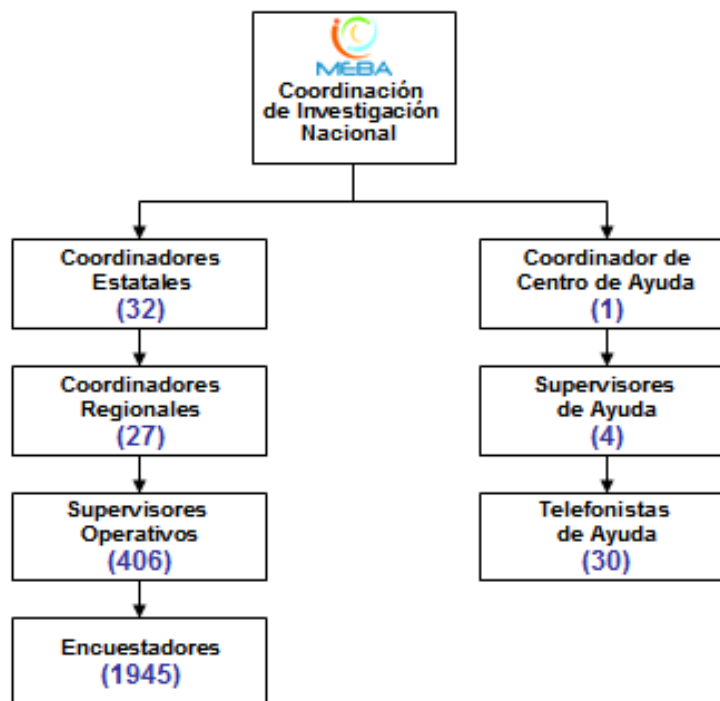 MEBA
Coordinación
de Investigación
Nacional
Coordinadores
Estatales
(32)
Coordinador de
Centro de Ayuda
(1)
Coordinadores
Regionales
(27)
Supervisores
de Ayuda
(4)
Supervisores
Operativos
(406)
Telefonistas
de Ayuda
(30)
Encuestadores
(1945)